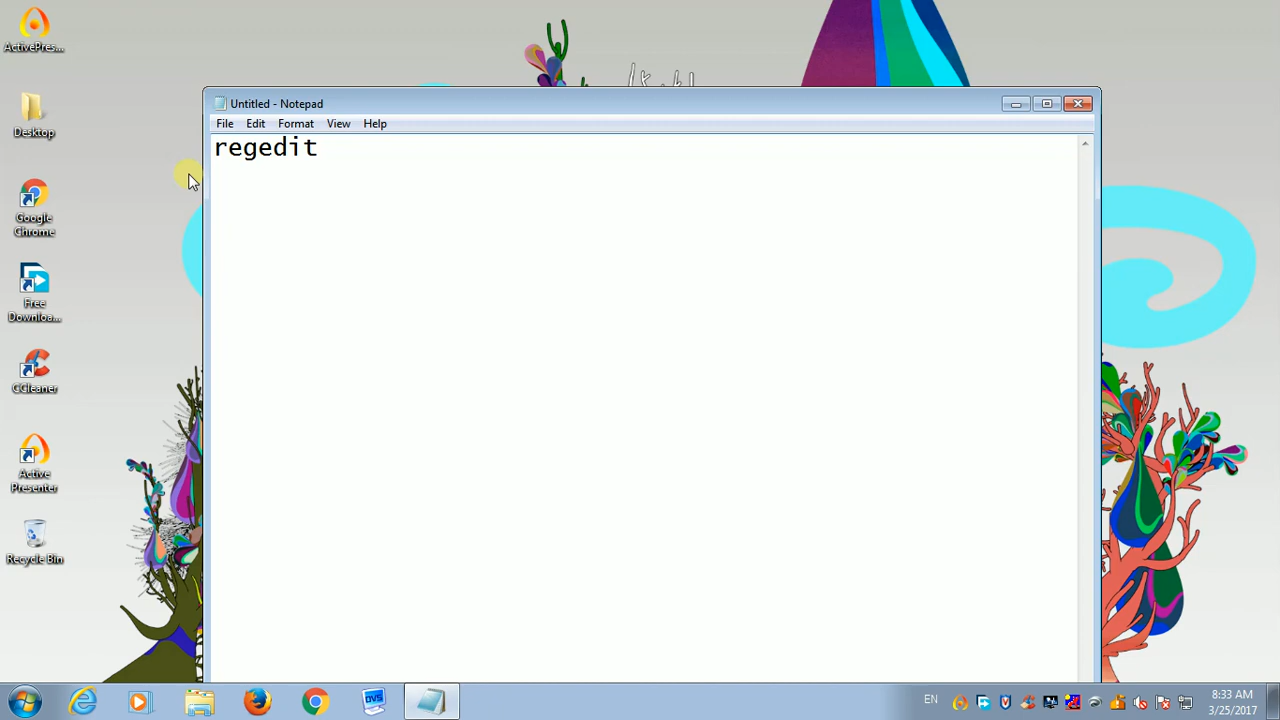 ActivePres...
Desktop
Google
Chrome
Free
Downloa...
CCleaner
Active
Presenter
Recycle Bin
Untitled - Notepad
File Edit Format View Help
regedit
DVS
EN
8:33 AM
3/25/2017